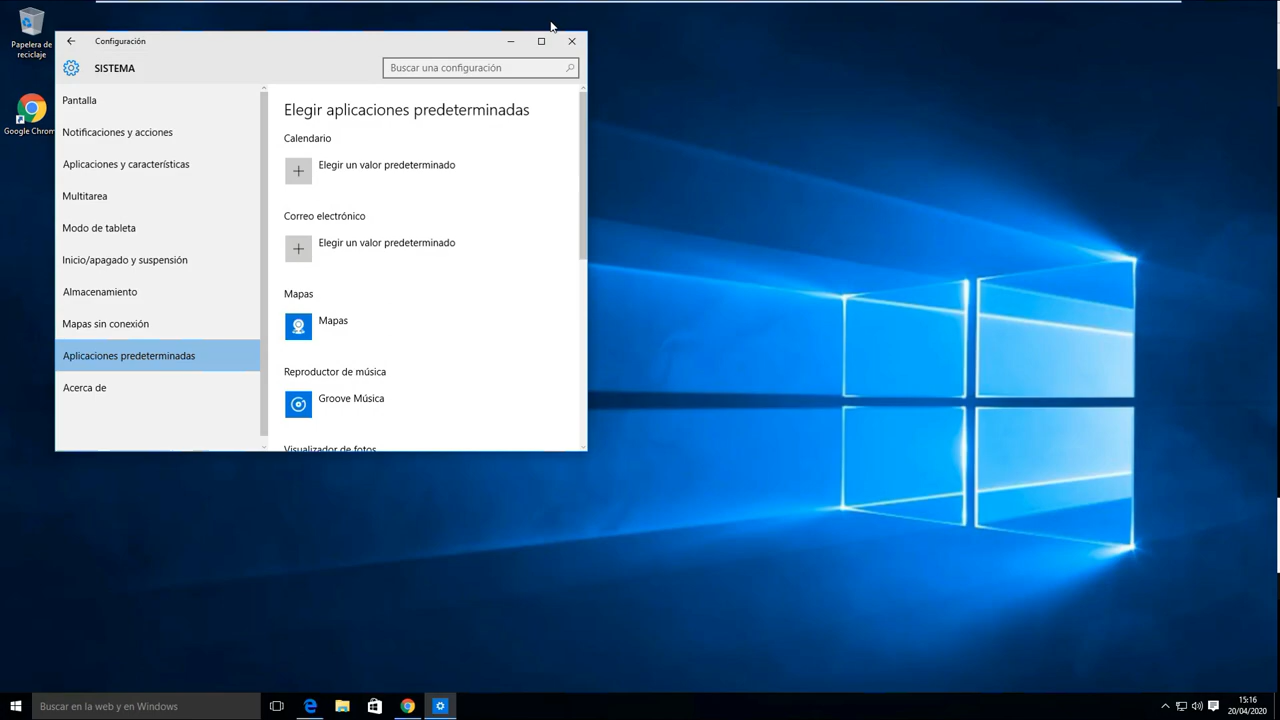 Papelera de
reciclaje
Google Chrom
Configuración
SISTEMA
Buscar una configuración
Pantalla
Notificaciones y acciones
Aplicaciones y características
Multitarea
Modo de tableta
Inicio/apagado y suspensión
Almacenamiento
Mapas sin conexión
Aplicaciones predeterminadas
Acerca de
Elegir aplicaciones predeterminadas
Calendario
Elegir un valor predeterminado
Correo electrónico
Elegir un valor predeterminado
Mapas
Mapas
Reproductor de música
Groove Música
Visualizador de fotos
Buscar en la web y en Windows
15:16
20/04/2020